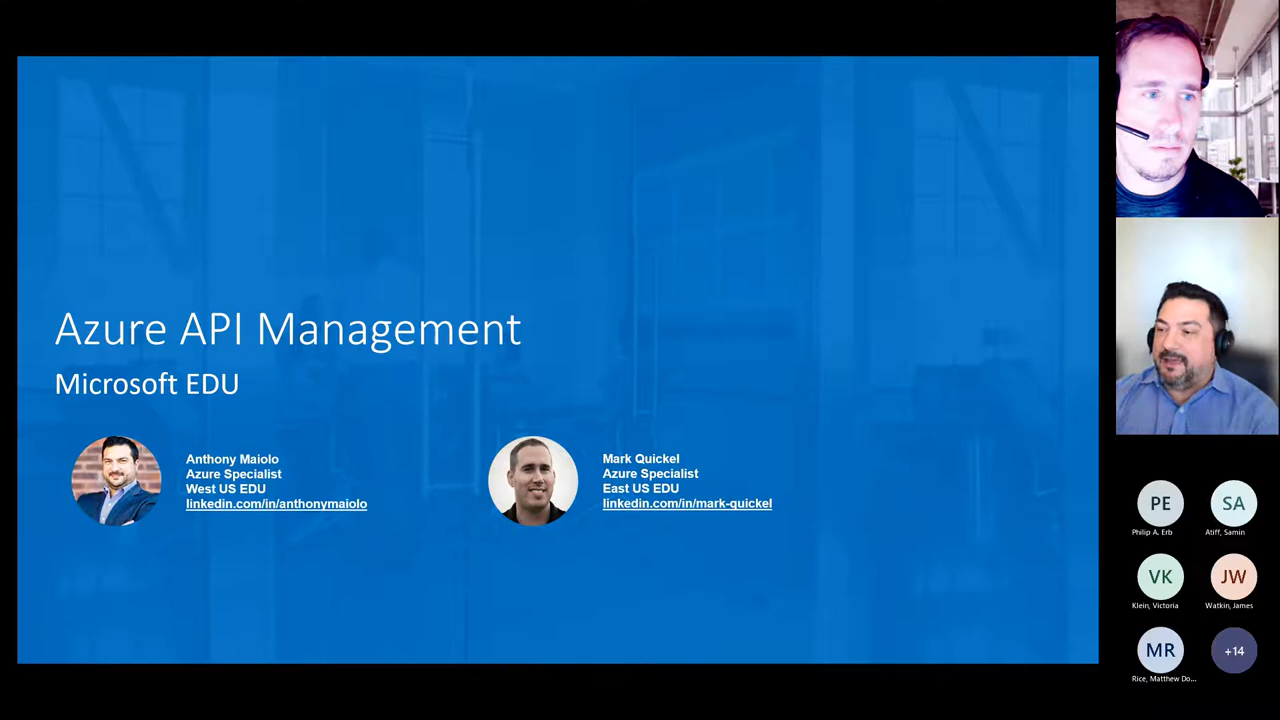 Azure API Management
Microsoft EDU
Anthony Maiolo
Azure Specialist
West US EDU
linkedin.com/in/anthonymaiolo
Mark Quickel
Azure Specialist
East US EDU
linkedin.com/in/mark-quickel
PE
Philip A. Erb
SA
Atiff, Samin
VK
Klein, Victoria
JW
Watkin, James
MR
Rice, Matthew Do...
+14